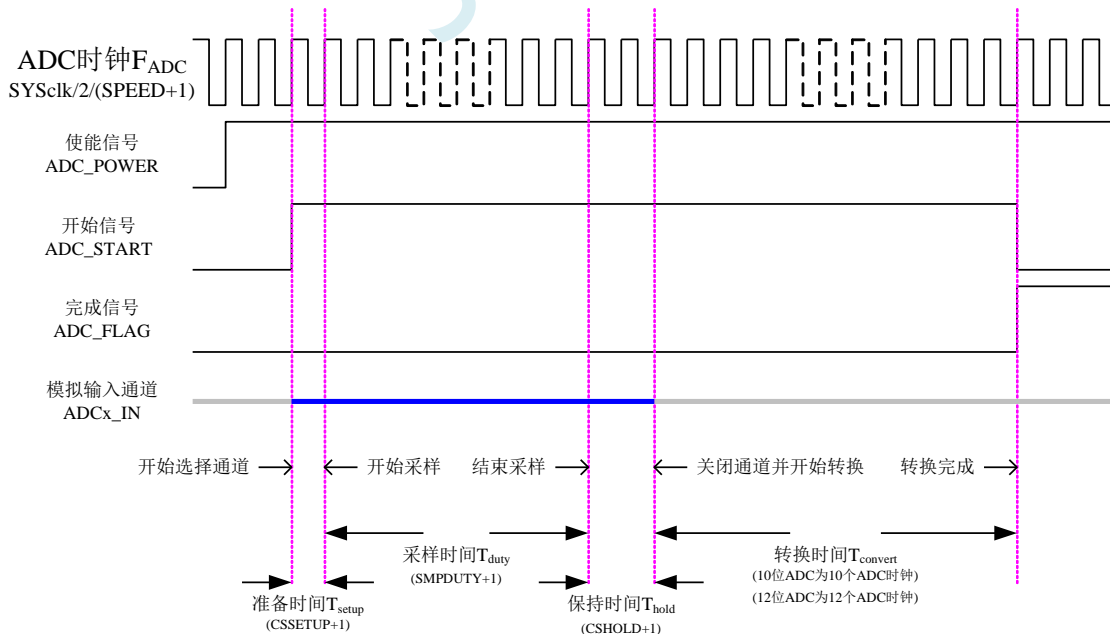 ADC时钟FADC
SYSclk/2/(SPEED+1)
使能信号
ADC_POWER
开始信号
ADC_START
完成信号
ADC_FLAG
模拟输入通道
ADCx_IN
开始选择通道 开始采样 结束采样 关闭通道并开始转换 转换完成
采样时间Tduty
(SMPDUTY+1)
转换时间Tconvert
(10位ADC为10个ADC时钟)
(12位ADC为12个ADC时钟)
准备时间Tsetup
(CSSETUP+1)
保持时间Thold
(CSHOLD+1)